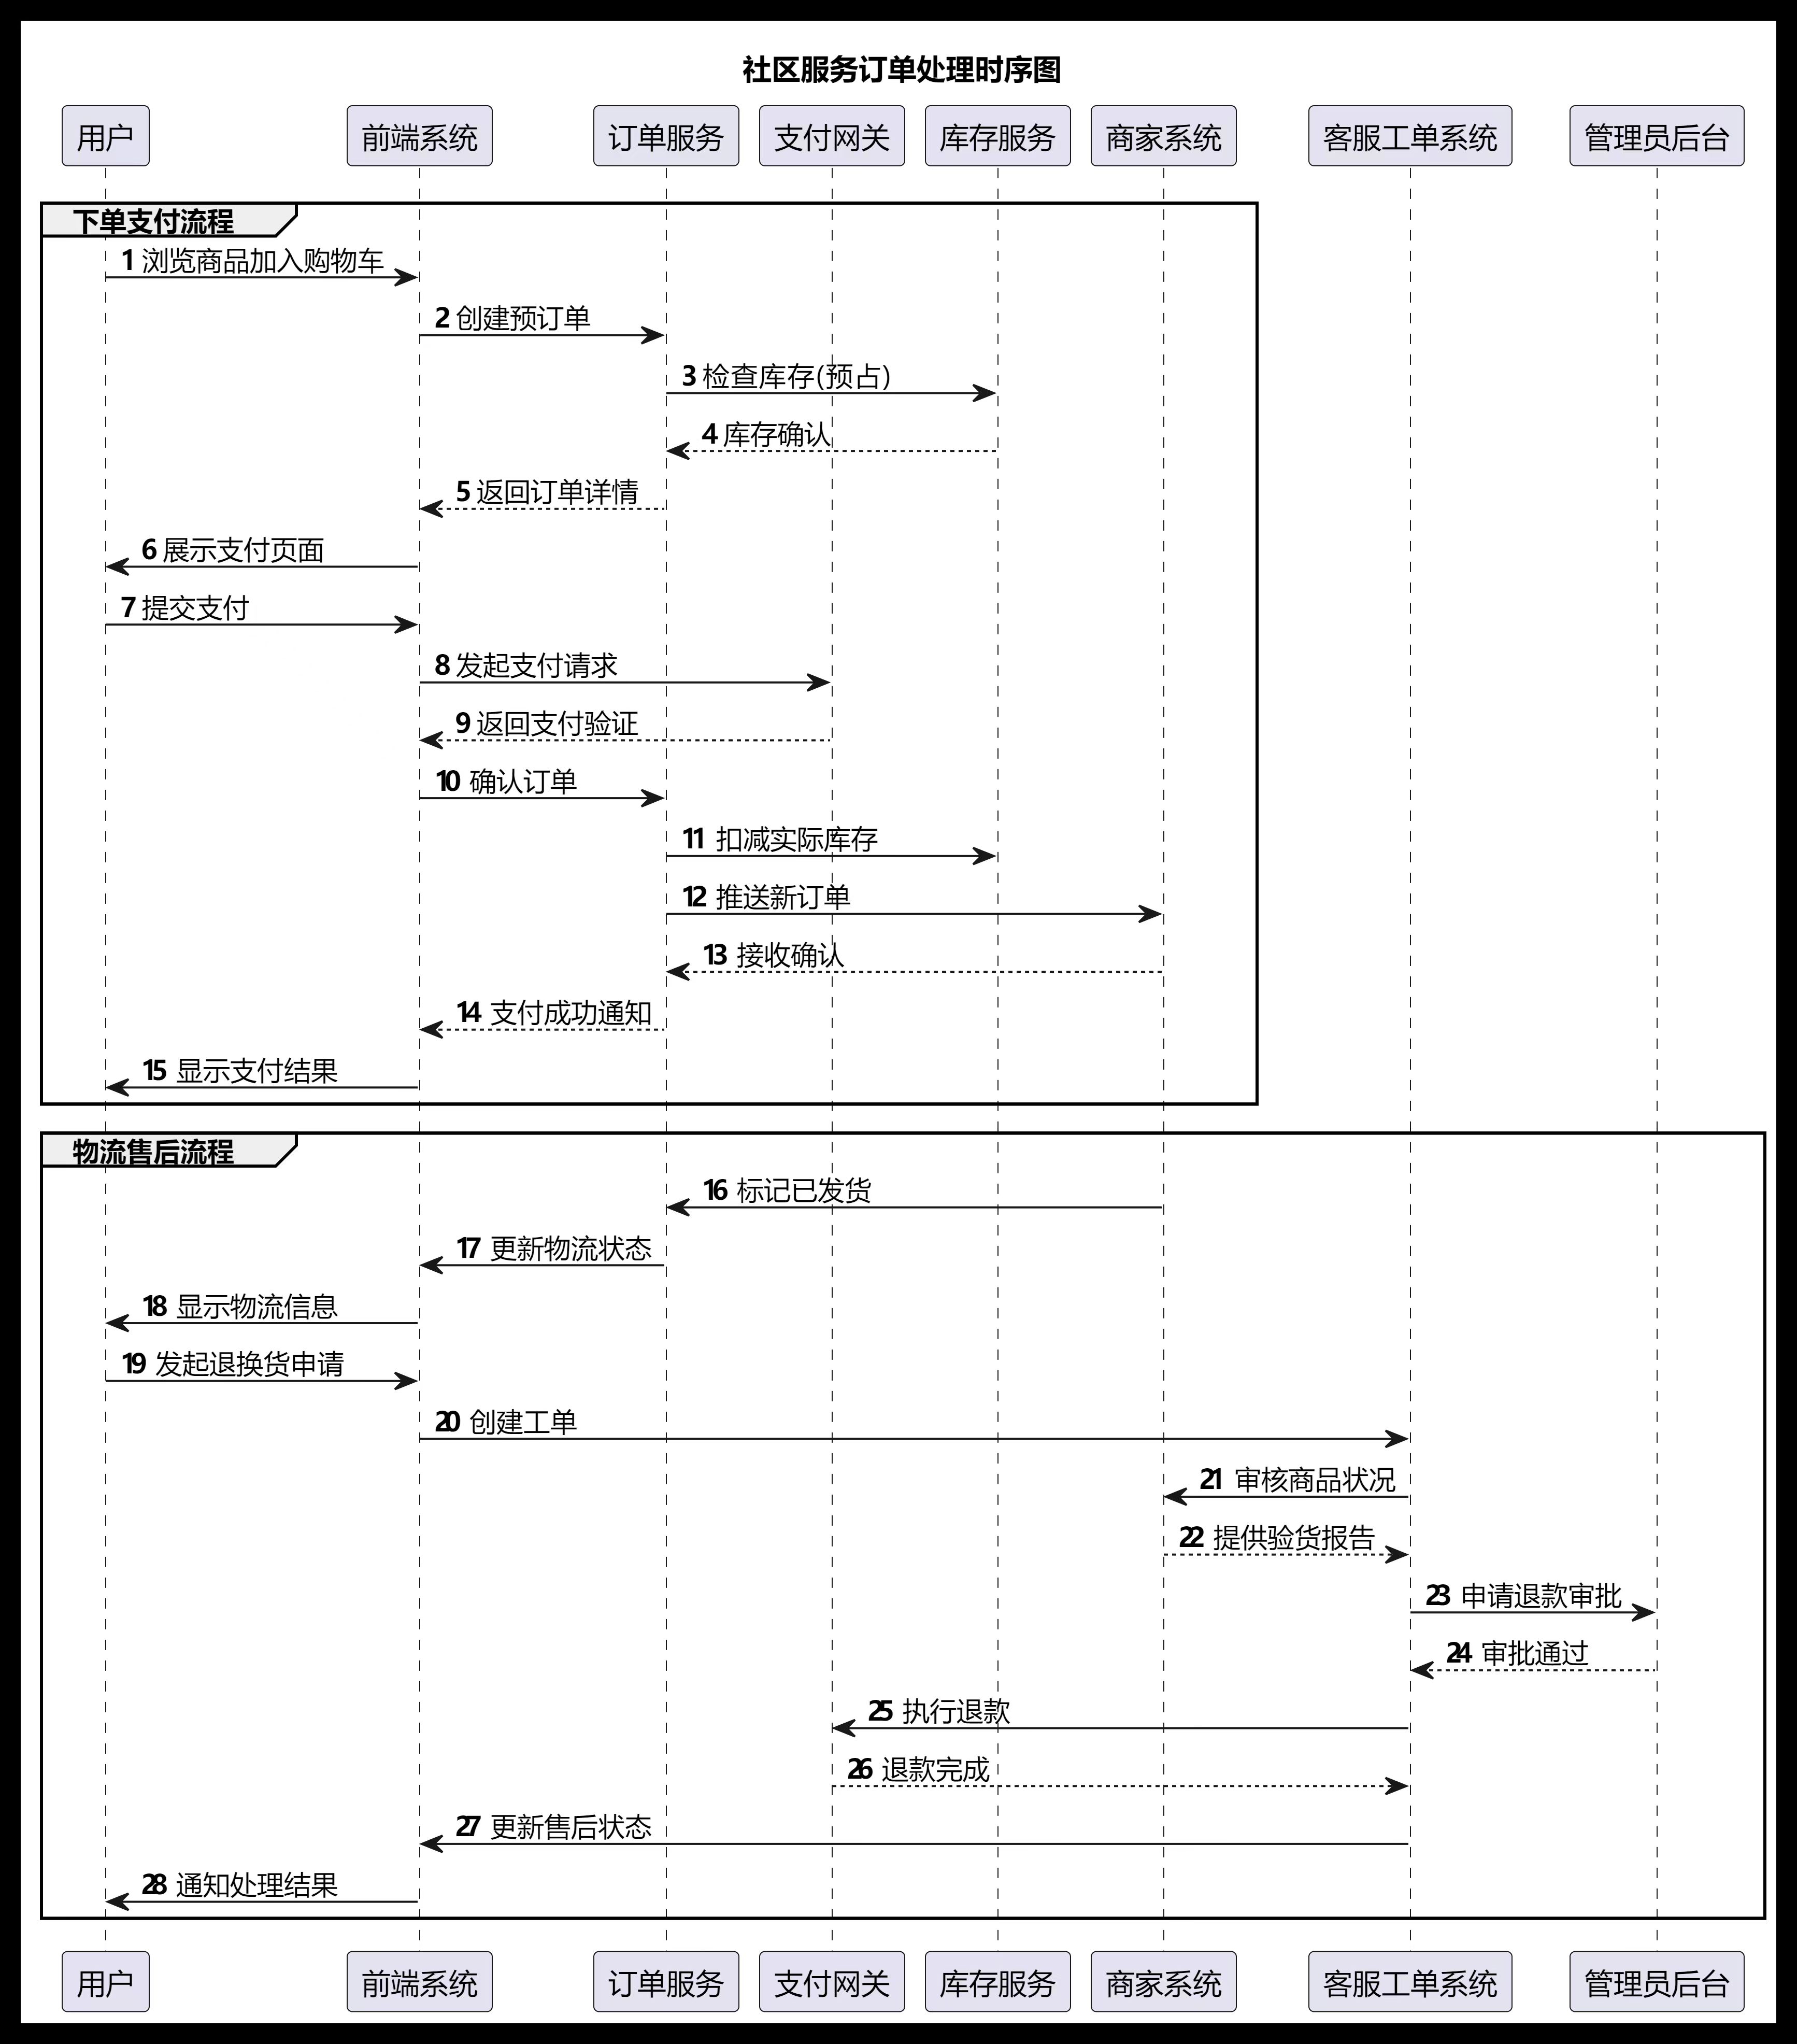 社区服务订单处理时序图
用户 前端系统 订单服务 支付网关 库存服务 商家系统 客服工单系统 管理员后台
下单支付流程
1 浏览商品加入购物车
2 创建预订单
3 检查库存(预占)
4 库存确认
5 返回订单详情
6 展示支付页面
7 提交支付
8 发起支付请求
9 返回支付验证
10 确认订单
11 扣减实际库存
12 推送新订单
13 接收确认
14 支付成功通知
15 显示支付结果
物流售后流程
16 标记已发货
17 更新物流状态
18 显示物流信息
19 发起退换货申请
20 创建工单
21 审核商品状况
22 提供验货报告
23 申请退款审批
24 审批通过
25 执行退款
26 退款完成
27 更新售后状态
28 通知处理结果
用户 前端系统 订单服务 支付网关 库存服务 商家系统 客服工单系统 管理员后台